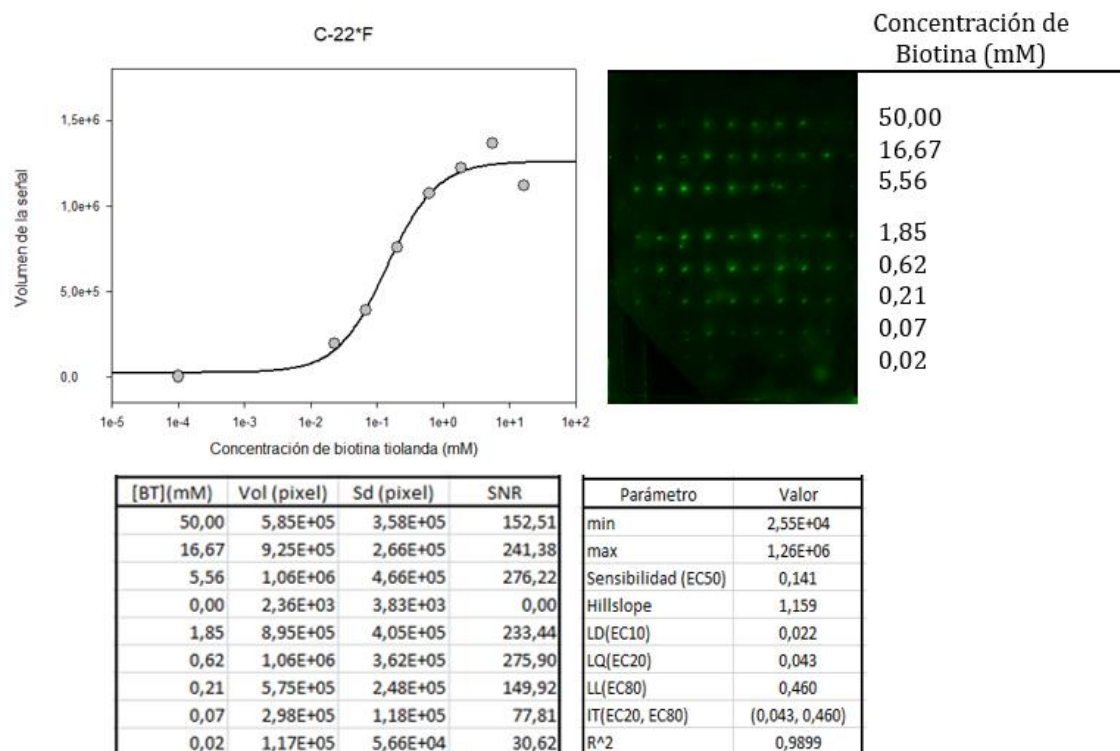 C-22*F
Volumen de la señal
1,5e+6
1,0e+6
5,0e+5
0,0
1e-5 1e-4 1e-3 1e-2 1e-1 1e+0 1e+1 1e+2
Concentración de biotina tiolanda (mM)
Concentración de
Biotina (mM)
50,00
16,67
5,56
1,85
0,62
0,21
0,07
0,02
[BT](mM) Vol (pixel) Sd (pixel) SNR
50,00 5,85E+05 3,58E+05 152,51
16,67 9,25E+05 2,66E+05 241,38
5,56 1,06E+06 4,66E+05 276,22
0,00 2,36E+03 3,83E+03 0,00
1,85 8,95E+05 4,05E+05 233,44
0,62 1,06E+06 3,62E+05 275,90
0,21 5,75E+05 2,48E+05 149,92
0,07 2,98E+05 1,18E+05 77,81
0,02 1,17E+05 5,66E+04 30,62
Parámetro Valor
min 2,55E+04
max 1,26E+06
Sensibilidad (EC50) 0,141
Hillslope 1,159
LD(EC10) 0,022
LQ(EC20) 0,043
LL(EC80) 0,460
IT(EC20, EC80) (0,043, 0,460)
R^2 0,9899